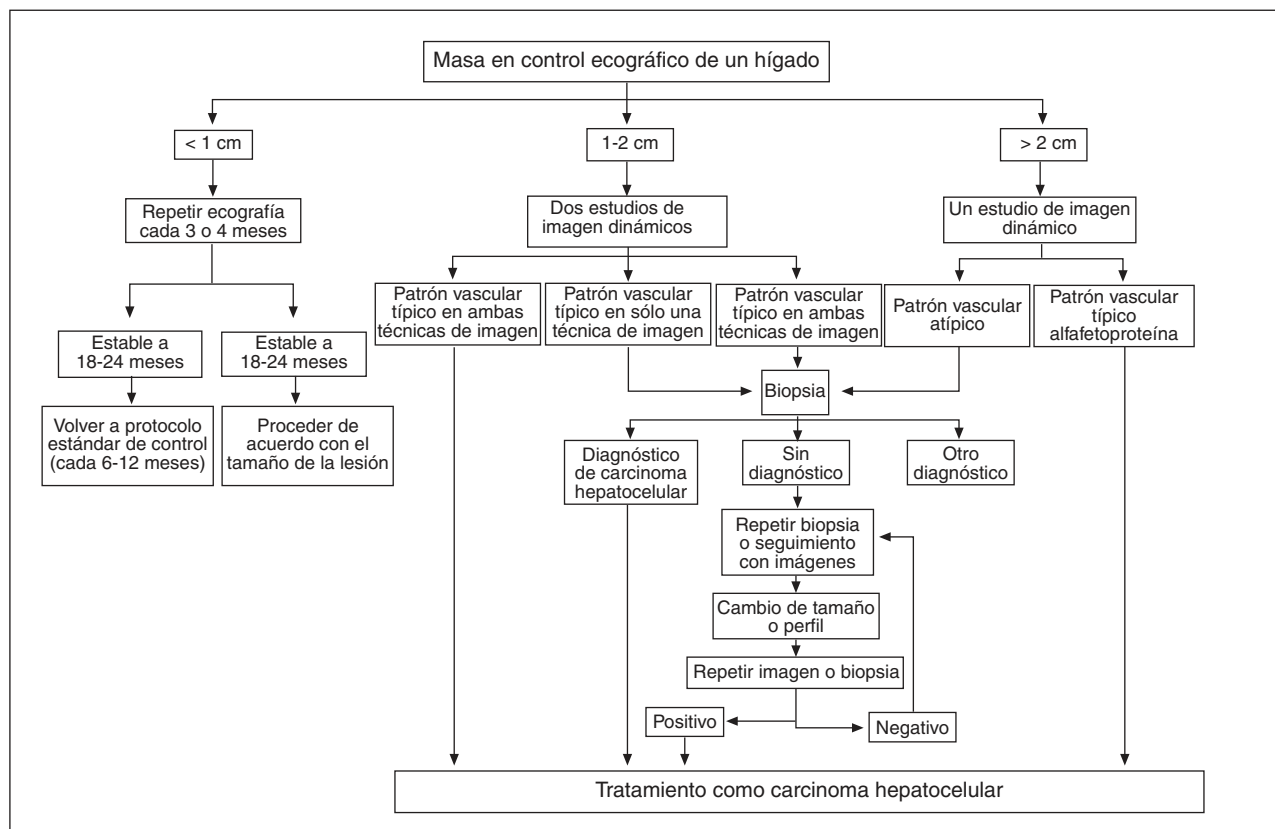 Masa en control ecográfico de un hígado
< 1 cm
1-2 cm
> 2 cm
Repetir ecografía
cada 3 o 4 meses
Dos estudios de
imagen dinámicos
Un estudio de imagen
dinámico
Patrón vascular
típico en ambas
técnicas de imagen
Patrón vascular
típico en sólo una
técnica de imagen
Patrón vascular
típico en ambas
técnicas de imagen
Patrón vascular
atípico
Patrón vascular
típico
alfafetoproteína
Estable a
18-24 meses
Estable a
18-24 meses
Biopsia
Volver a protocolo
estándar de control
(cada 6-12 meses)
Proceder de
acuerdo con el
tamaño de la lesión
Diagnóstico
de carcinoma
hepatocelular
Sin
diagnóstico
Otro
diagnóstico
Repetir biopsia
o seguimiento
con imágenes
Cambio de tamaño
o perfil
Repetir imagen o biopsia
Positivo
Negativo
Tratamiento como carcinoma hepatocelular